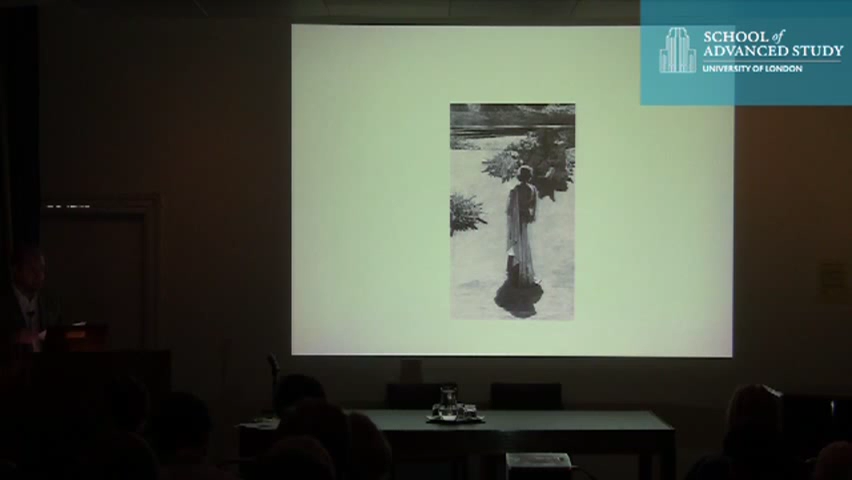 SCHOOL of
ADVANCED STUDY
UNIVERSITY OF LONDON